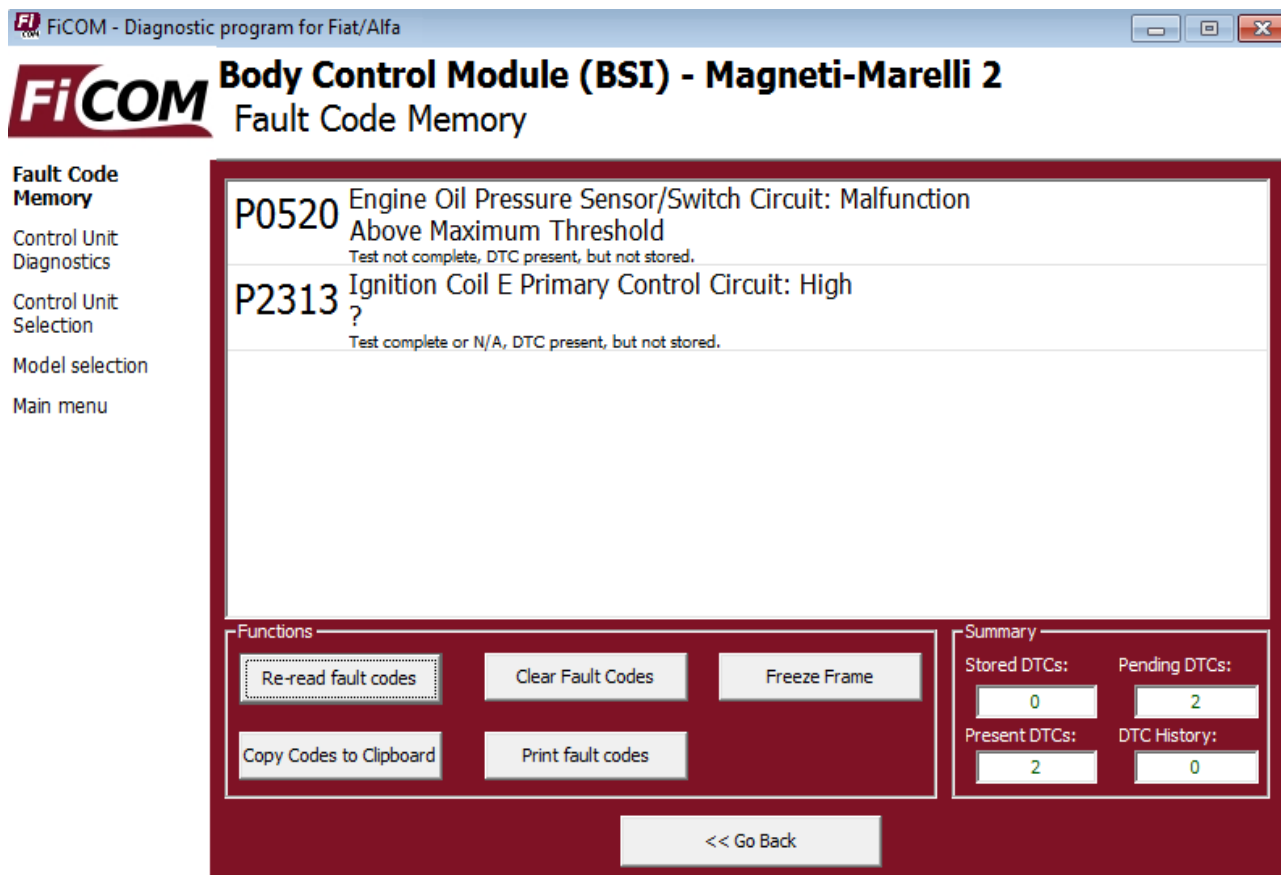 FiCOM - Diagnostic program for Fiat/Alfa
FiCOM
Body Control Module (BSI) - Magneti-Marelli 2
Fault Code Memory
Fault Code
Memory
Control Unit
Diagnostics
Control Unit
Selection
Model selection
Main menu
P0520
Engine Oil Pressure Sensor/Switch Circuit: Malfunction
Above Maximum Threshold
Test not complete, DTC present, but not stored.
P2313
Ignition Coil E Primary Control Circuit: High
?
Test complete or N/A, DTC present, but not stored.
Functions
Re-read fault codes
Clear Fault Codes
Freeze Frame
Copy Codes to Clipboard
Print fault codes
Summary
Stored DTCs:
Pending DTCs:
0
2
Present DTCs:
DTC History:
2
0
<< Go Back